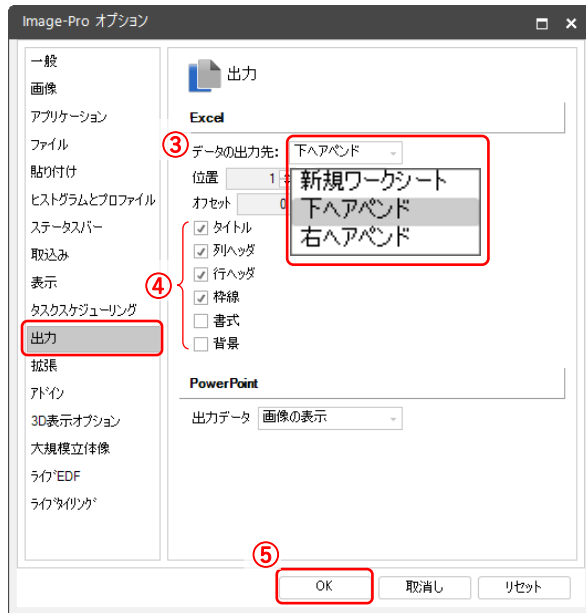 Image-Pro オプション
一般
画像
アプリケーション
ファイル
貼り付け
ヒストグラムとプロファイル
ステータスバー
取込み
表示
タスクスケジューリング
出力
拡張
アドイン
3D表示オプション
大規模立体像
ライブEDF
ライブタイリング
出力
Excel
③ データの出力先: 下へアペンド
新規ワークシート
下へアペンド
右へアペンド
位置 1
オフセット 0
④
タイトル
列ヘッダ
行ヘッダ
枠線
書式
背景
PowerPoint
出力データ 画像の表示
⑤
OK 取消し リセット